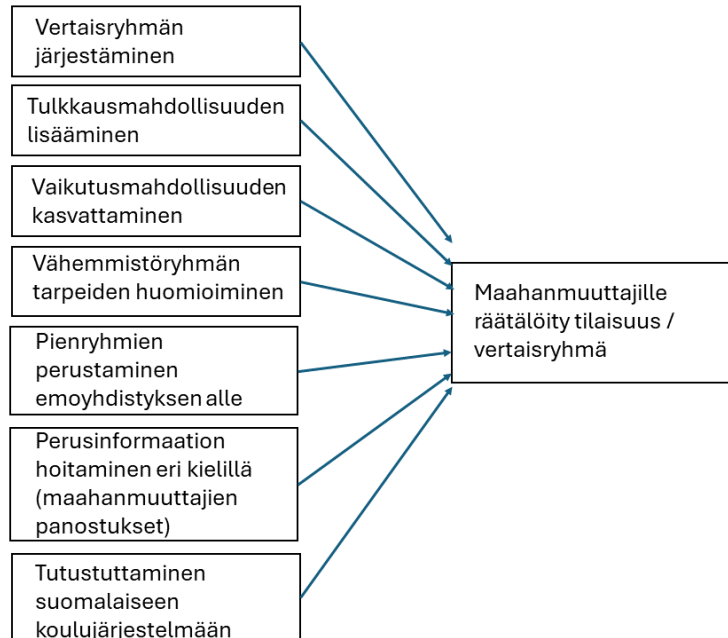 Vertaisryhmän
järjestäminen
Tulkkausmahdollisuuden
lisääminen
Vaikutusmahdollisuuden
kasvattaminen
Vähemmistöryhmän
tarpeiden huomioiminen
Pienryhmien
perustaminen
emoyhdistyksen alle
Perusinformaation
hoitaminen eri kielillä
(maahanmuuttajien
panostukset)
Tutustuttaminen
suomalaiseen
koulujärjestelmään
Maahanmuuttajille
räätälöity tilaisuus /
vertaisryhmä